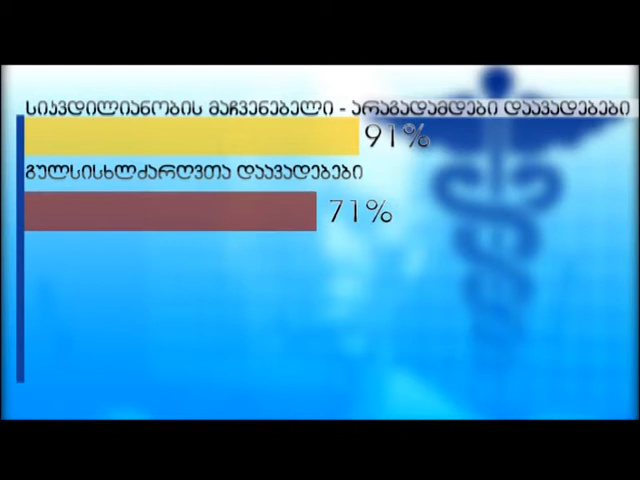 სიკვდილიანობის მაჩვენებელი - არაგადამდები დაავადებები
91%
გულსისხლძარღვთა დაავადებები
71%